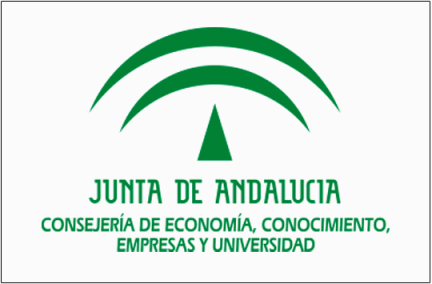 JUNTA DE ANDALUCIA
CONSEJERÍA DE ECONOMÍA, CONOCIMIENTO,
EMPRESAS Y UNIVERSIDAD